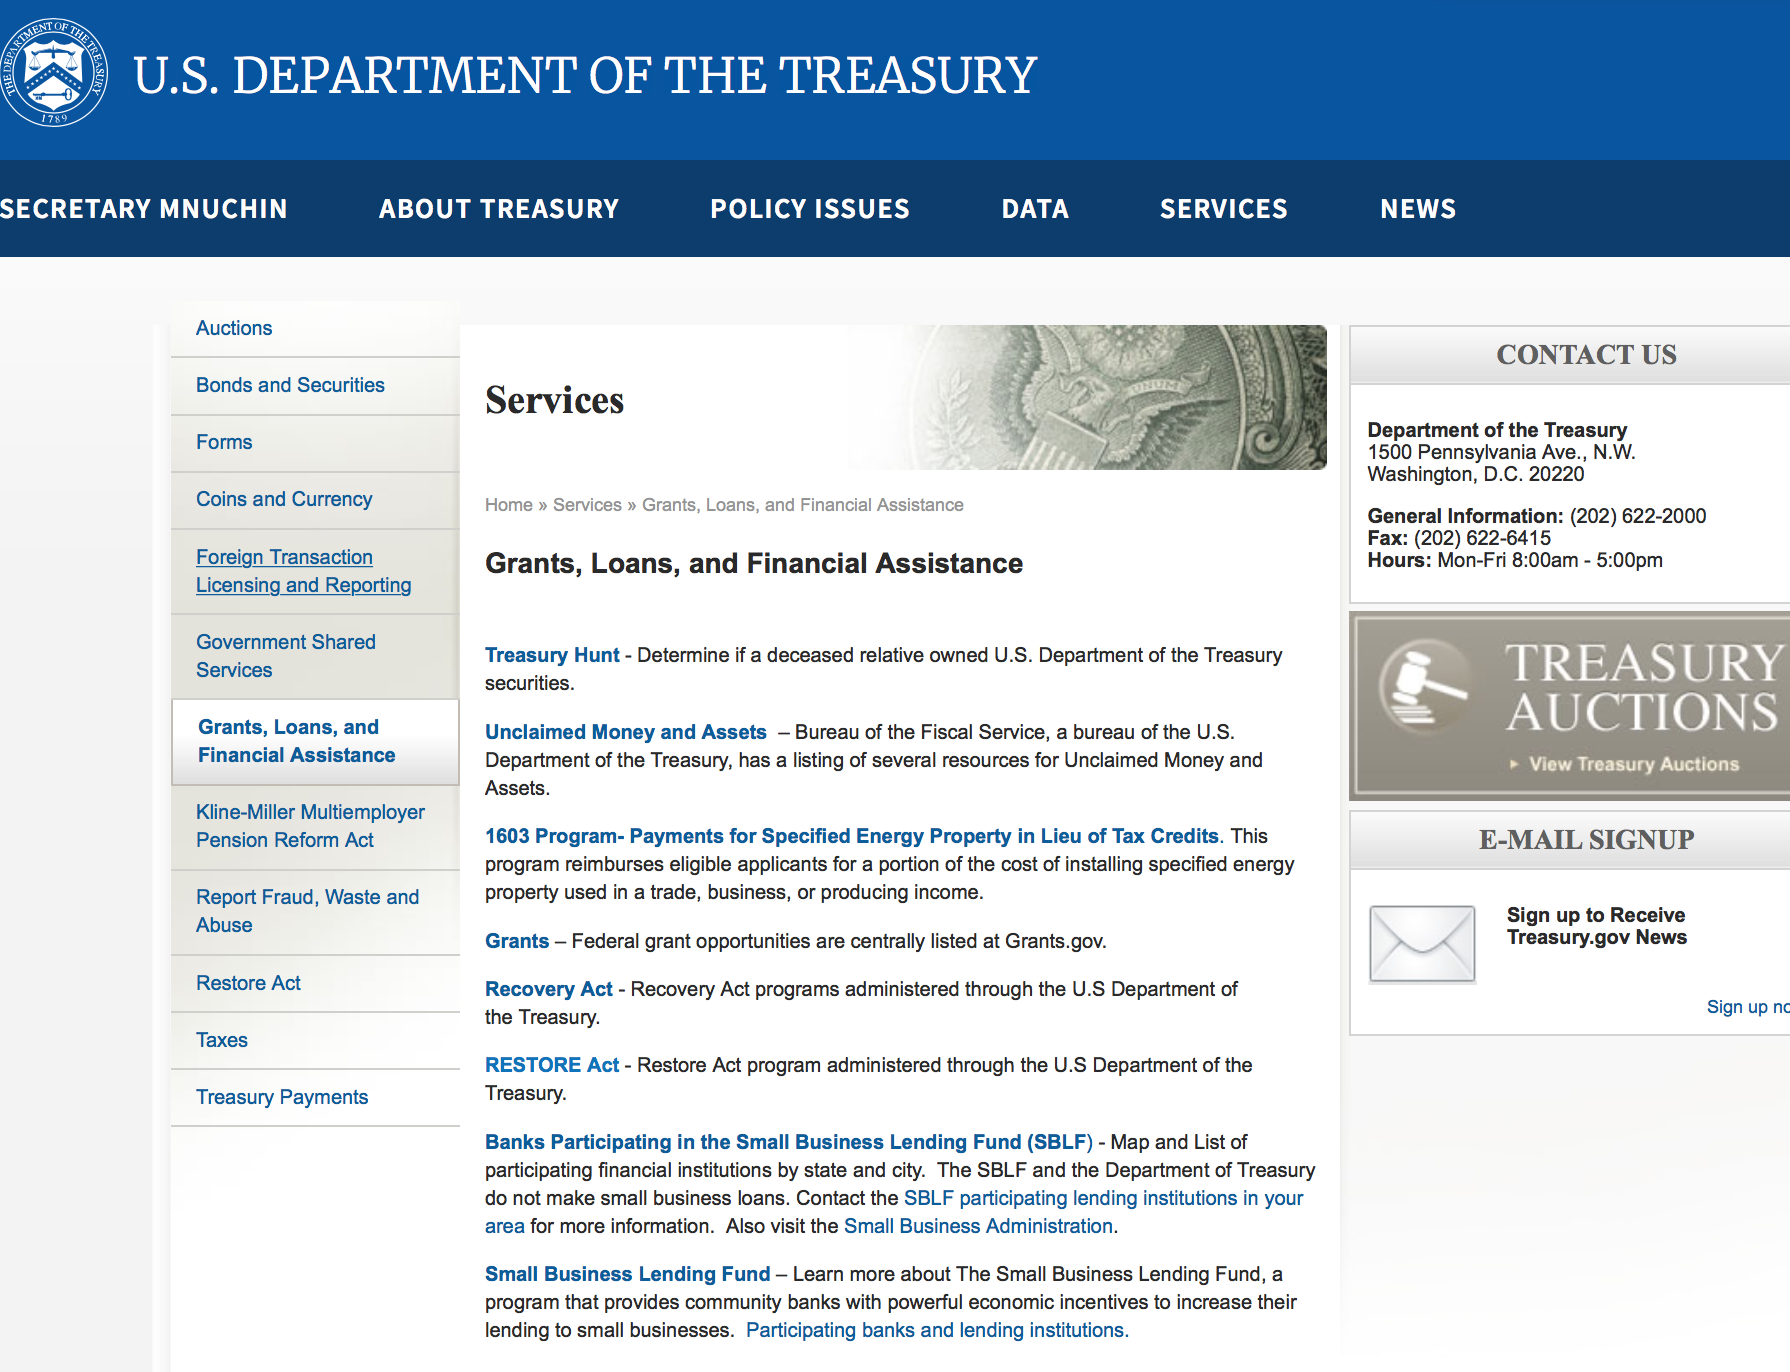 THE DEPARTMENT OF THE TREASURY
1789
U.S. DEPARTMENT OF THE TREASURY
SECRETARY MNUCHIN
ABOUT TREASURY
POLICY ISSUES
DATA
SERVICES
NEWS
Auctions
Bonds and Securities
Forms
Coins and Currency
Foreign Transaction
Licensing and Reporting
Government Shared
Services
Grants, Loans, and
Financial Assistance
Kline-Miller Multiemployer
Pension Reform Act
Report Fraud, Waste and
Abuse
Restore Act
Taxes
Treasury Payments
Services
UNUM
Home » Services » Grants, Loans, and Financial Assistance
Grants, Loans, and Financial Assistance
Treasury Hunt - Determine if a deceased relative owned U.S. Department of the Treasury
securities.
Unclaimed Money and Assets – Bureau of the Fiscal Service, a bureau of the U.S.
Department of the Treasury, has a listing of several resources for Unclaimed Money and
Assets.
1603 Program- Payments for Specified Energy Property in Lieu of Tax Credits. This
program reimburses eligible applicants for a portion of the cost of installing specified energy
property used in a trade, business, or producing income.
Grants – Federal grant opportunities are centrally listed at Grants.gov.
Recovery Act - Recovery Act programs administered through the U.S Department of
the Treasury.
RESTORE Act - Restore Act program administered through the U.S Department of the
Treasury.
Banks Participating in the Small Business Lending Fund (SBLF) - Map and List of
participating financial institutions by state and city. The SBLF and the Department of Treasury
do not make small business loans. Contact the SBLF participating lending institutions in your
area for more information. Also visit the Small Business Administration.
Small Business Lending Fund – Learn more about The Small Business Lending Fund, a
program that provides community banks with powerful economic incentives to increase their
lending to small businesses. Participating banks and lending institutions.
CONTACT US
Department of the Treasury
1500 Pennsylvania Ave., N.W.
Washington, D.C. 20220
General Information: (202) 622-2000
Fax: (202) 622-6415
Hours: Mon-Fri 8:00am - 5:00pm
TREASURY
AUCTIONS
View Treasury Auctions
E-MAIL SIGNUP
Sign up to Receive
Treasury.gov News
Sign up